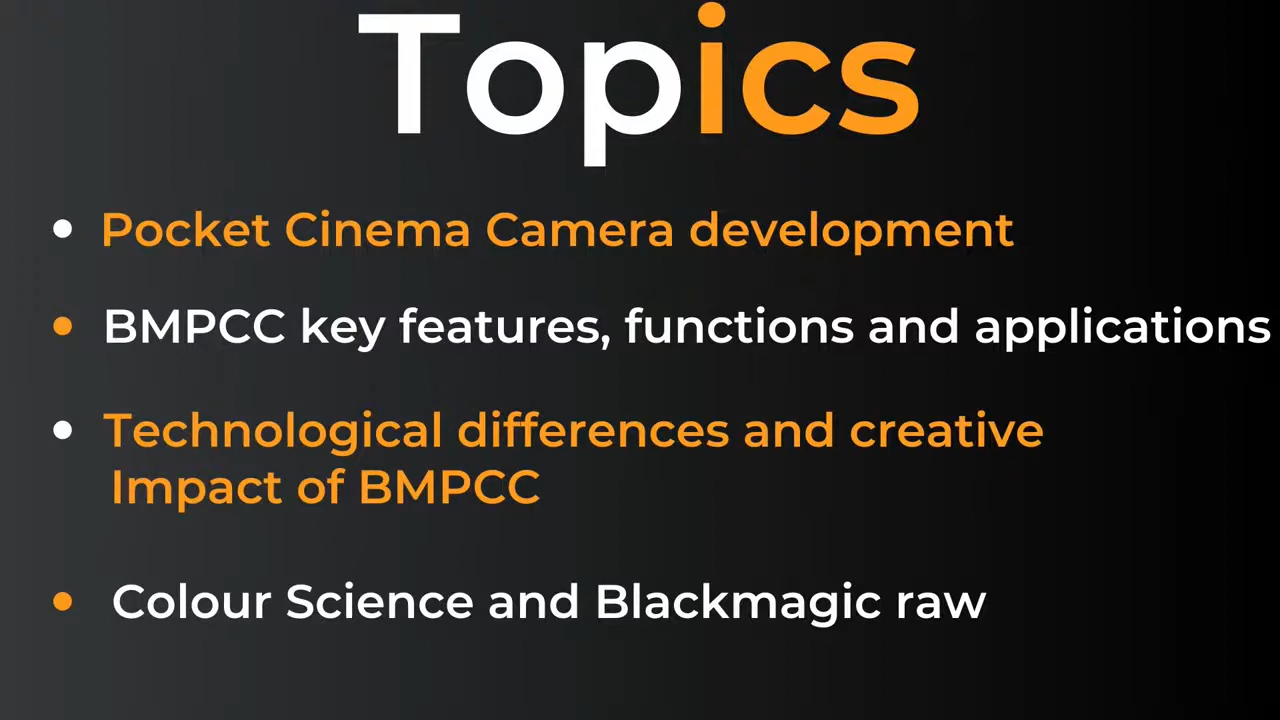 Topics
• Pocket Cinema Camera development
• BMPCC key features, functions and applications
• Technological differences and creative
Impact of BMPCC
• Colour Science and Blackmagic raw